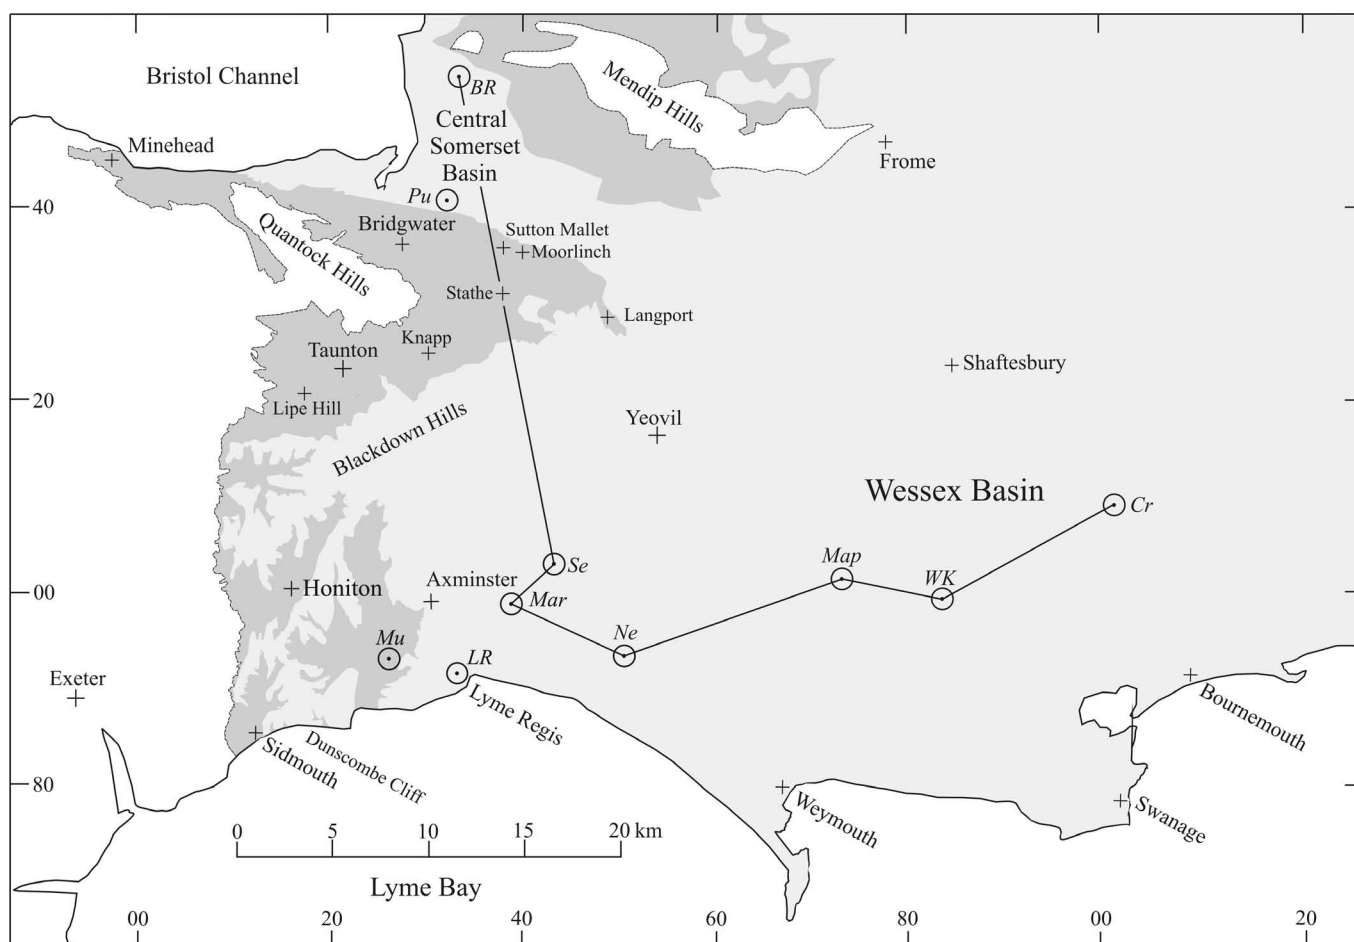 Bristol Channel
BR
Mendip Hills
Central
Somerset
Basin
Minehead
Frome
Pu
40
Quantock Hills
Bridgwater
Sutton Mallet
Moorlinch
Stathe
Langport
Knapp
Taunton
Shaftesbury
20
Lipe Hill
Blackdown Hills
Yeovil
Wessex Basin
Cr
Map
Se
WK
00
Honiton
Axminster
Mar
Ne
Mu
LR
Exeter
Lyme Regis
Bournemouth
Sidmouth
Dunscombe Cliff
80
Weymouth
Swanage
0 5 10 15 20 km
Lyme Bay
00 20 40 60 80 00 20